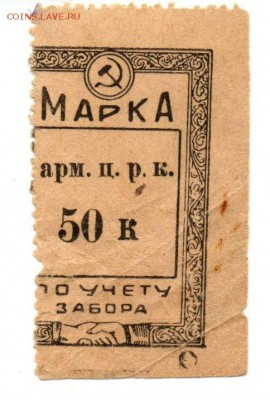 COINS.LAVE.RU
МАРКА
арм. ц. р. к.
50 к
ПО УЧЕТУ
ЗАБОРА